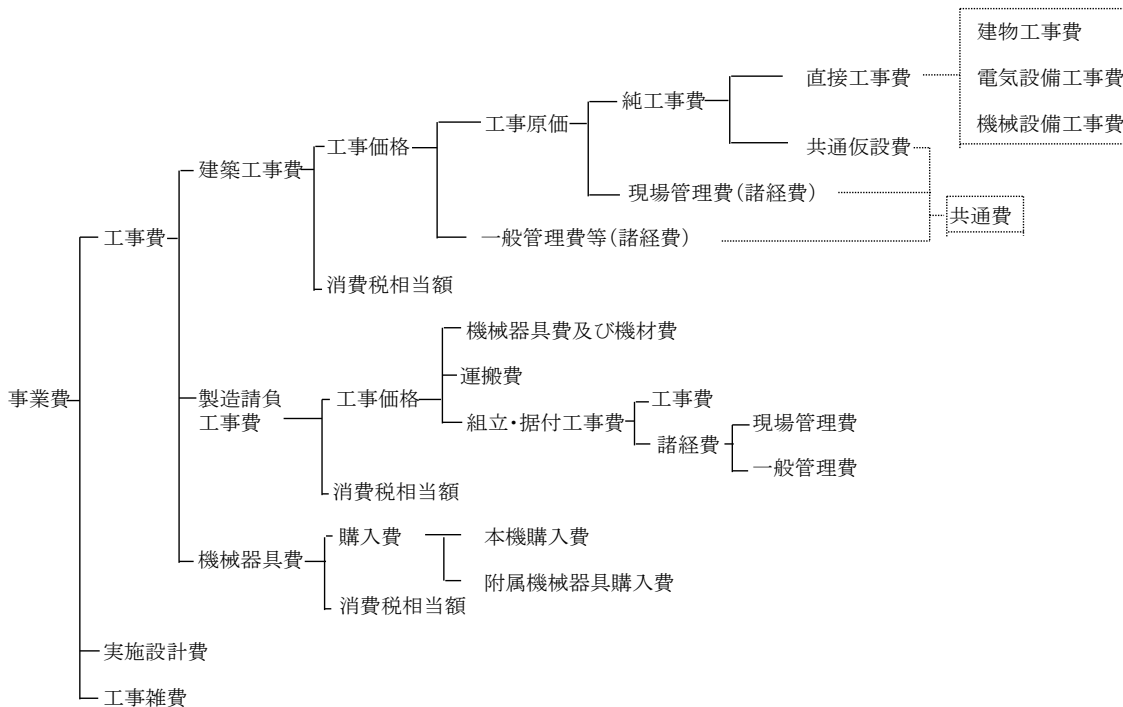 建物工事費
直接工事費
電気設備工事費
純工事費
機械設備工事費
工事原価
工事価格
共通仮設費
建築工事費
現場管理費(諸経費)
共通費
工事費
一般管理費等(諸経費)
消費税相当額
機械器具費及び機材費
運搬費
事業費
製造請負
工事費
工事価格
工事費
組立・据付工事費
現場管理費
諸経費
一般管理費
消費税相当額
購入費
本機購入費
機械器具費
附属機械器具購入費
消費税相当額
実施設計費
工事雑費